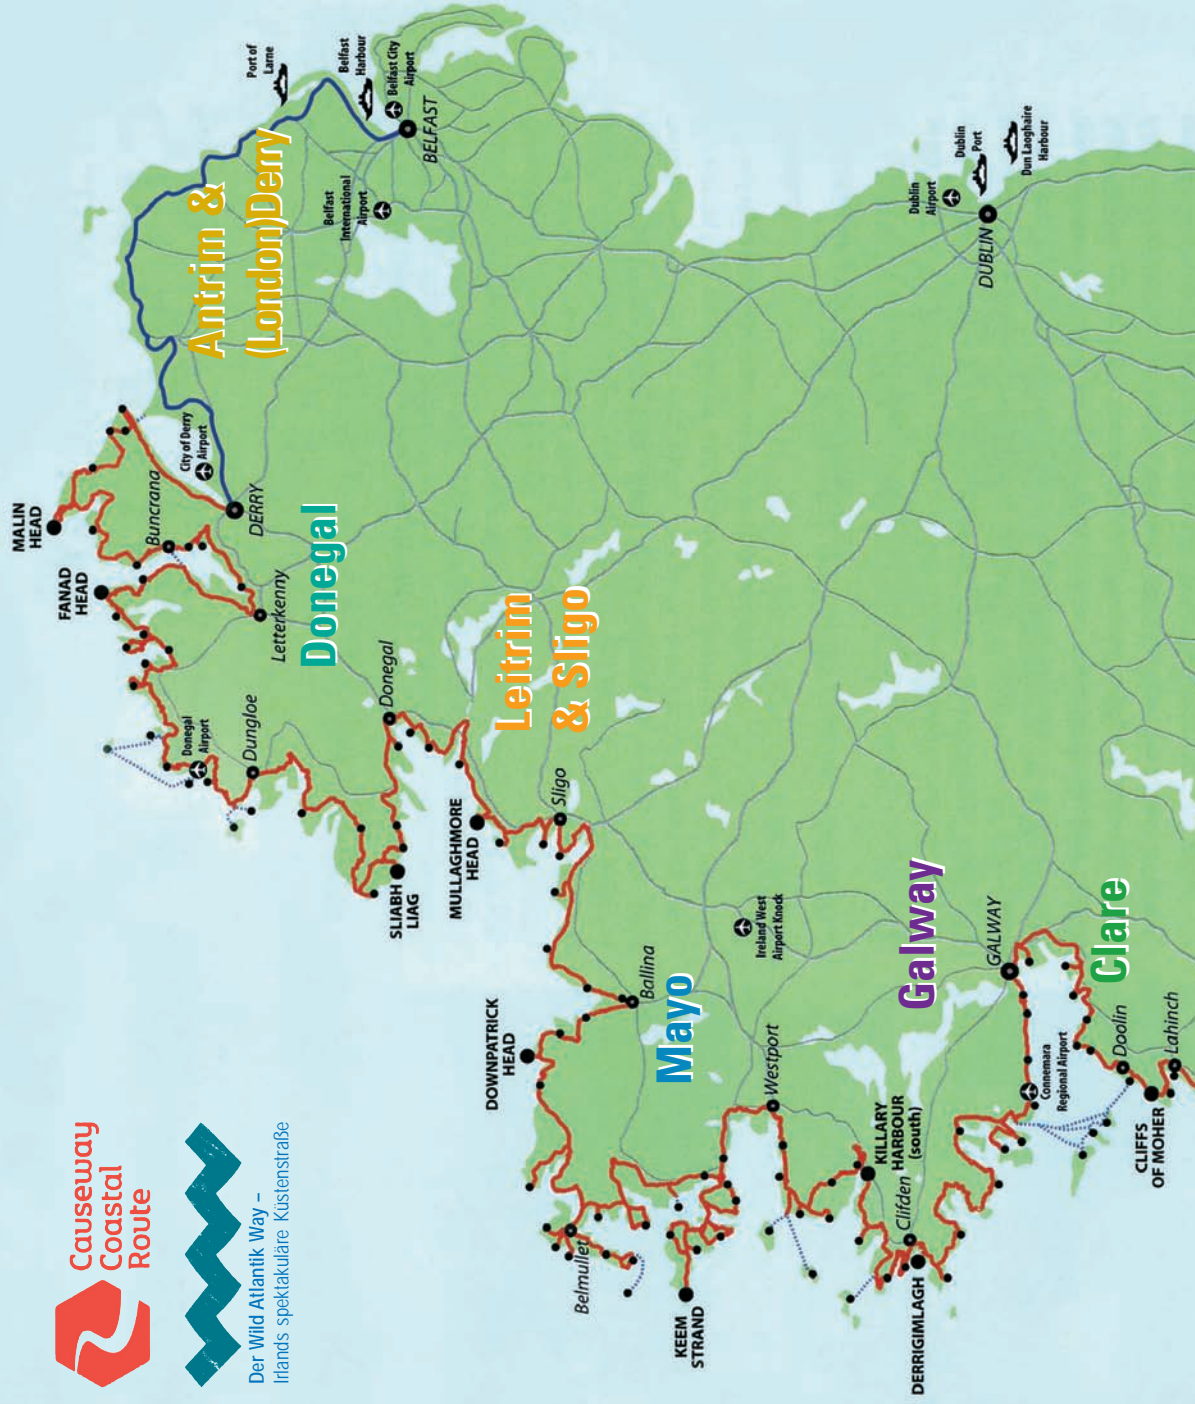 Causeway
Coastal
Route
Der Wild Atlantik Way –
Irlands spektakuläre Küstenstraße
MALIN
HEAD
FANAD
HEAD
Buncrana
City of Derry
Airport
DERRY
Letterkenny
Donegal
Antrim &
(London)Derry
Port of
Larne
Belfast
Harbour
Belfast City
Airport
BELFAST
Belfast
International
Airport
Donegal
Airport
Dungloe
Donegal
SLIABH
LIAG
MULLAGHMORE
HEAD
Leitrim
& Sligo
Sligo
DOWNPATRICK
HEAD
Ballina
Mayo
Belmullet
KEEM
STRAND
Westport
Ireland West
Airport Knock
KILLARY
HARBOUR
(south)
Clifden
DERRIGIMLAGH
Galway
GALWAY
Connemara
Regional Airport
Clare
Doolin
Lahinch
CLIFFS
OF MOHER
Dublin
Airport
DUBLIN
Dublin
Port
Dun Laoghaire
Harbour